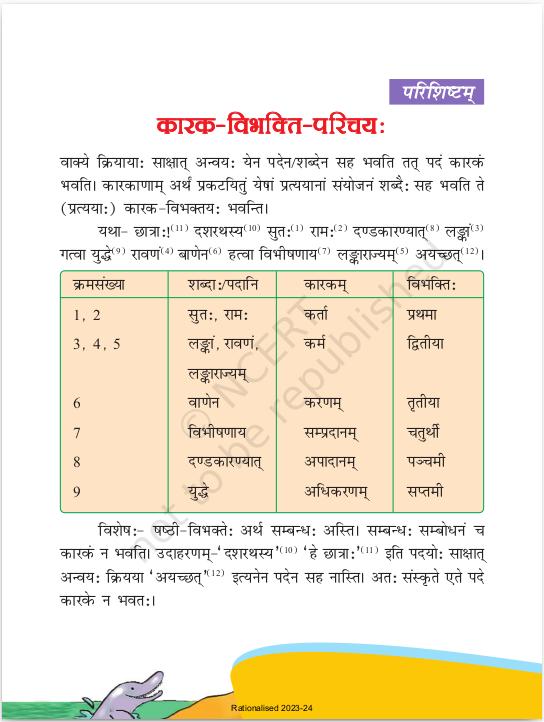 परिशिष्टम्
कारक-विभक्ति-परिचयः
वाक्ये क्रियायाः साक्षात् अन्वयः येन पदेन/शब्देन सह भवति तत् पदं कारकं
भवति। कारकाणाम् अर्थं प्रकटयितुं येषां प्रत्ययानां संयोजनं शब्दैः सह भवति ते
(प्रत्ययाः) कारक-विभक्तयः भवन्ति।
यथा- छात्राः!(11) दशरथस्य(10) सुतः(1) रामः(2) दण्डकारण्यात्(8) लङ्कां(3)
गत्वा युद्धे(9) रावणं(4) बाणेन(6) हत्वा विभीषणाय(7) लङ्काराज्यम्(5) अयच्छत्(12)।
क्रमसंख्या शब्दाः/पदानि कारकम् विभक्तिः
1, 2 सुतः, रामः कर्ता प्रथमा
3, 4, 5 लङ्कां, रावणं, कर्म द्वितीया
लङ्काराज्यम्
6 वाणेन करणम् तृतीया
7 विभीषणाय सम्प्रदानम् चतुर्थी
8 दण्डकारण्यात् अपादानम् पञ्चमी
9 युद्धे अधिकरणम् सप्तमी
विशेषः- षष्ठी-विभक्तेः अर्थ सम्बन्धः अस्ति। सम्बन्धः सम्बोधनं च
कारकं न भवति। उदाहरणम्-‘दशरथस्य’(10) ‘हे छात्राः’(11) इति पदयोः साक्षात्
अन्वयः क्रियया ‘अयच्छत्’(12) इत्यनेन पदेन सह नास्ति। अतः संस्कृते एते पदे
कारके न भवतः।
© NCERT
not to be republished
Rationalised 2023-24